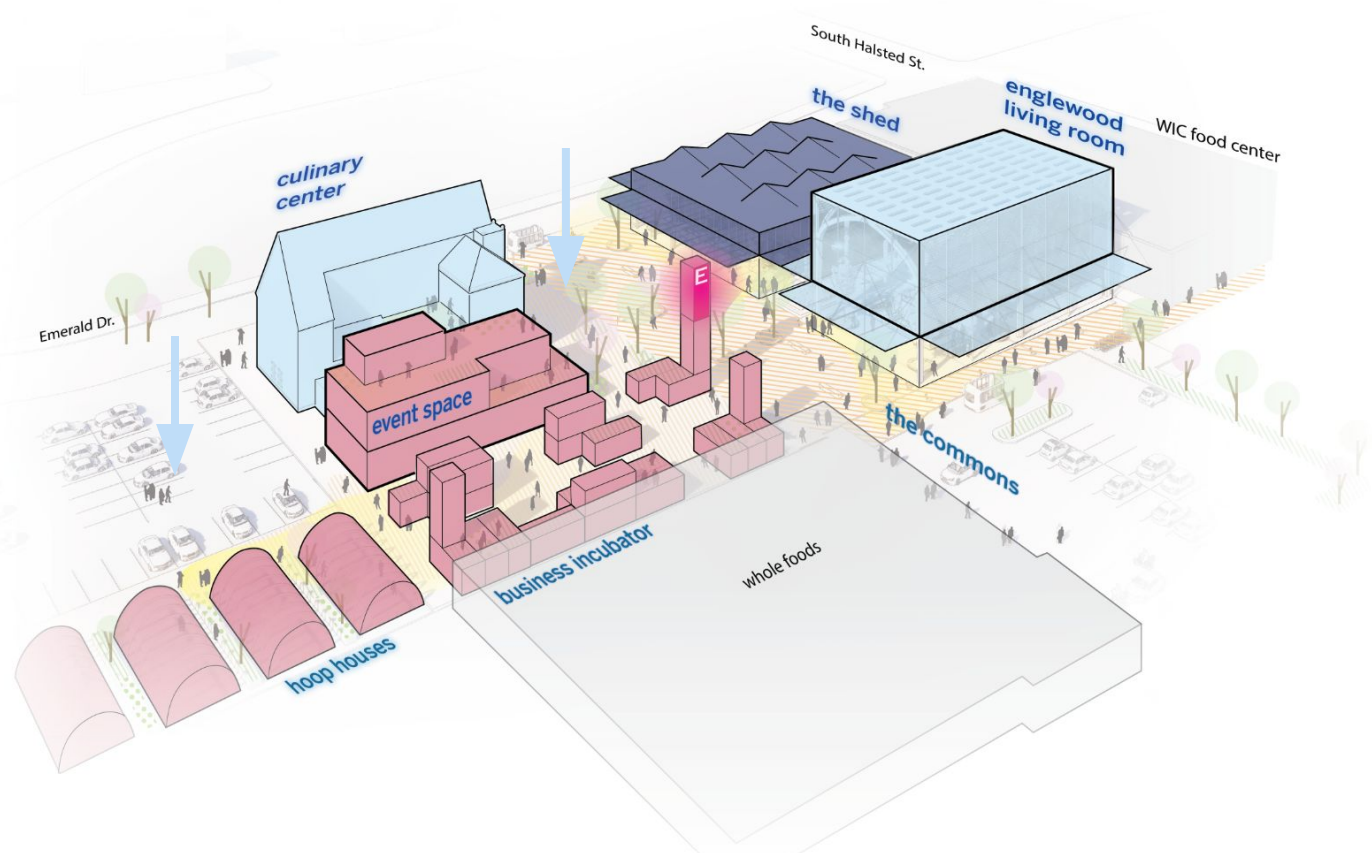 South Halsted St.
the shed
englewood
living room
WIC food center
culinary
center
E
Emerald Dr.
event space
the commons
business incubator
whole foods
hoop houses